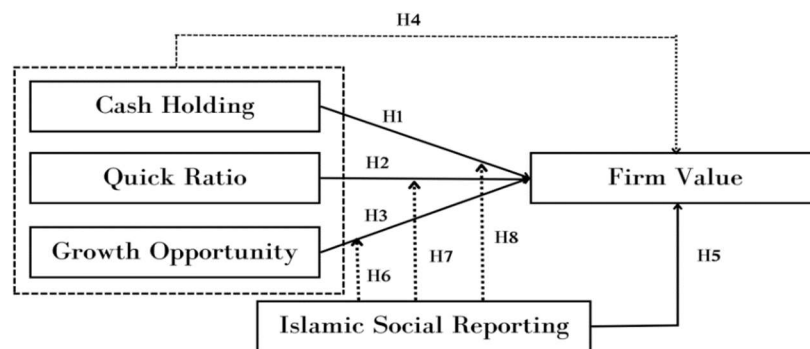 H4
Cash Holding
H1
Quick Ratio
H2
Firm Value
H3
Growth Opportunity
H6
H7
H8
H5
Islamic Social Reporting